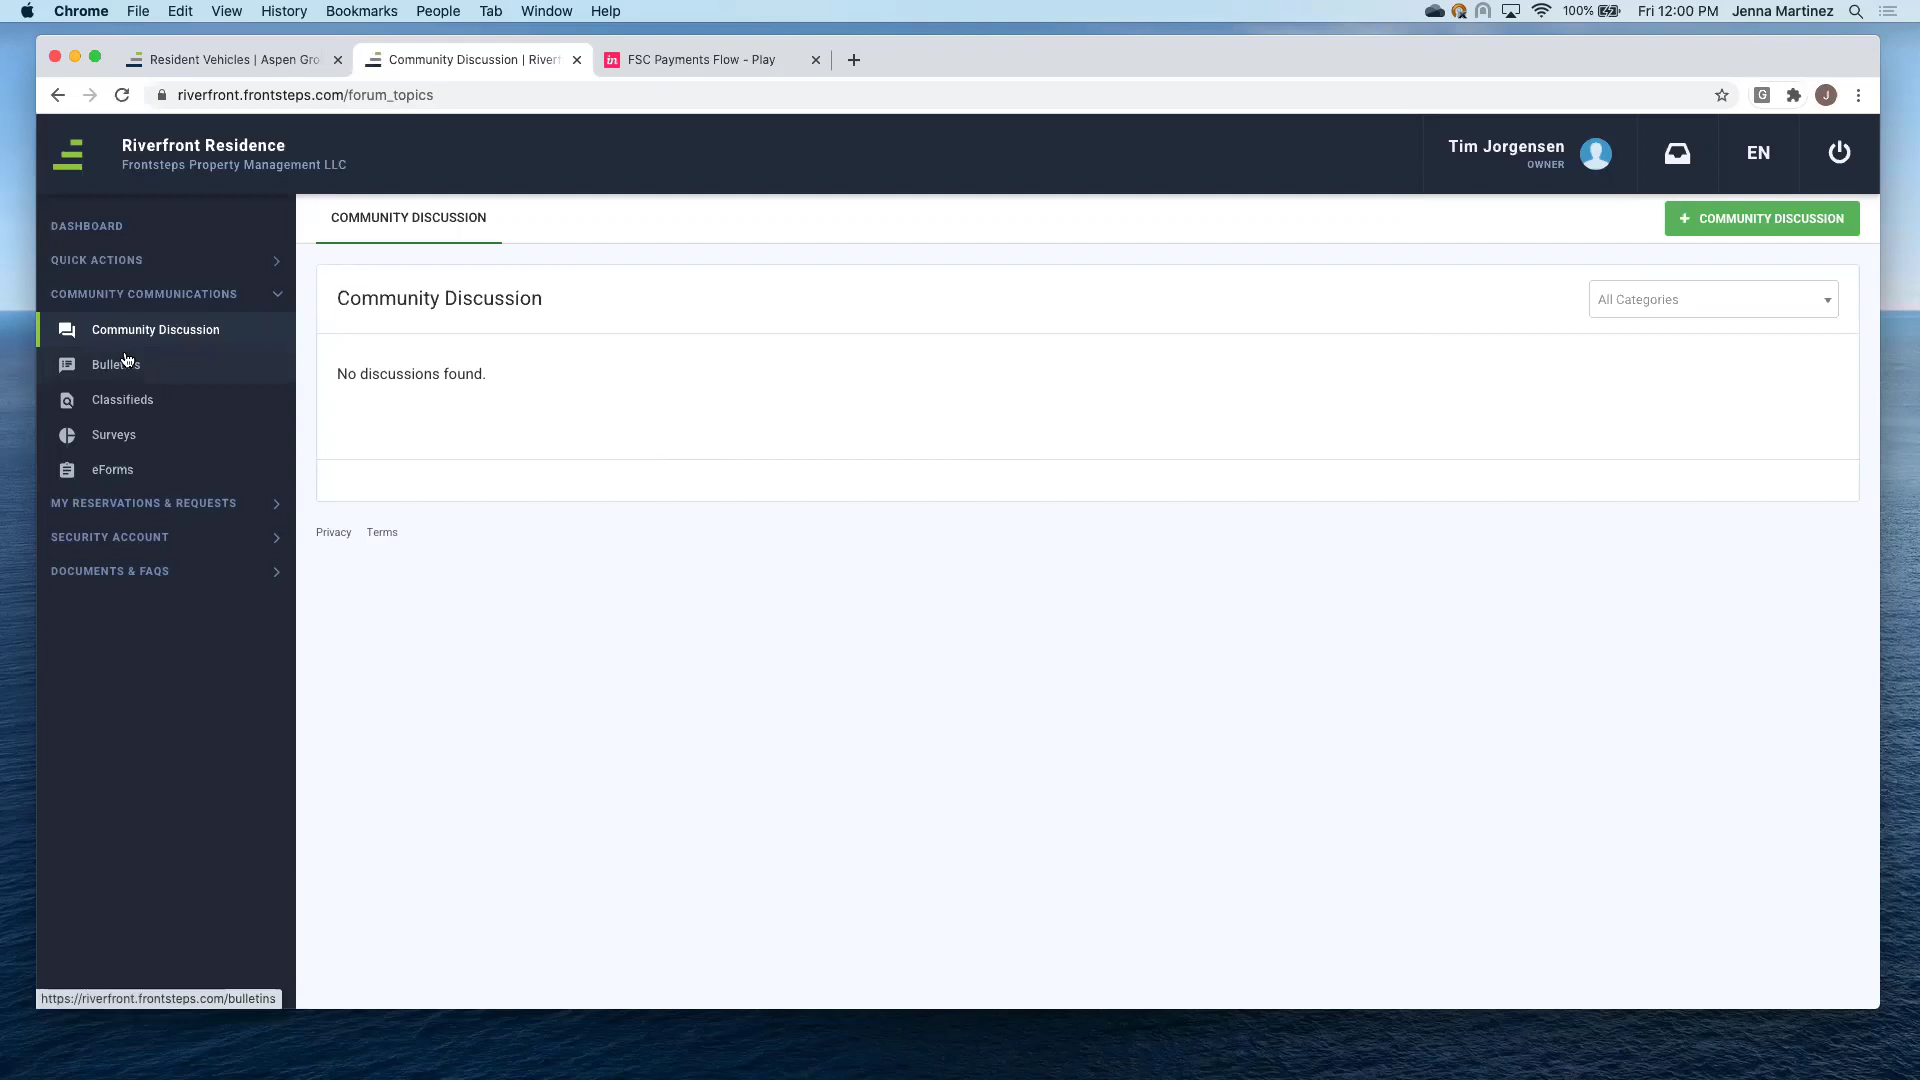 Chrome File Edit View History Bookmarks People Tab Window Help
100% Fri 12:00 PM Jenna Martinez
Resident Vehicles | Aspen Gro
Community Discussion | Riverf
in FSC Payments Flow - Play
riverfront.frontsteps.com/forum_topics
G J
Riverfront Residence
Frontsteps Property Management LLC
Tim Jorgensen
OWNER
EN
DASHBOARD
QUICK ACTIONS
COMMUNITY COMMUNICATIONS
Community Discussion
Classifieds
Surveys
eForms
MY RESERVATIONS & REQUESTS
SECURITY ACCOUNT
DOCUMENTS & FAQS
COMMUNITY DISCUSSION
+ COMMUNITY DISCUSSION
Community Discussion
All Categories
No discussions found.
Privacy Terms
https://riverfront.frontsteps.com/bulletins